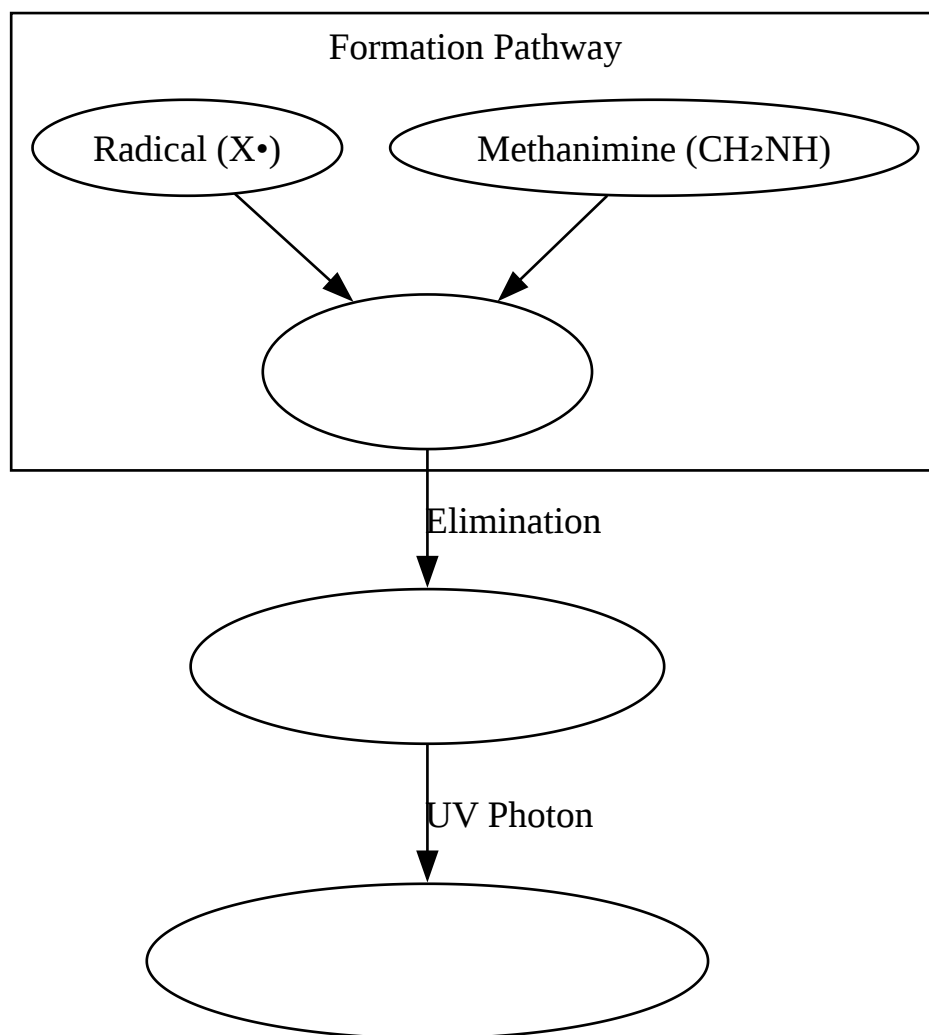 Formation Pathway
Radical (X•)
Methanimine (CH₂NH)
Elimination
UV Photon